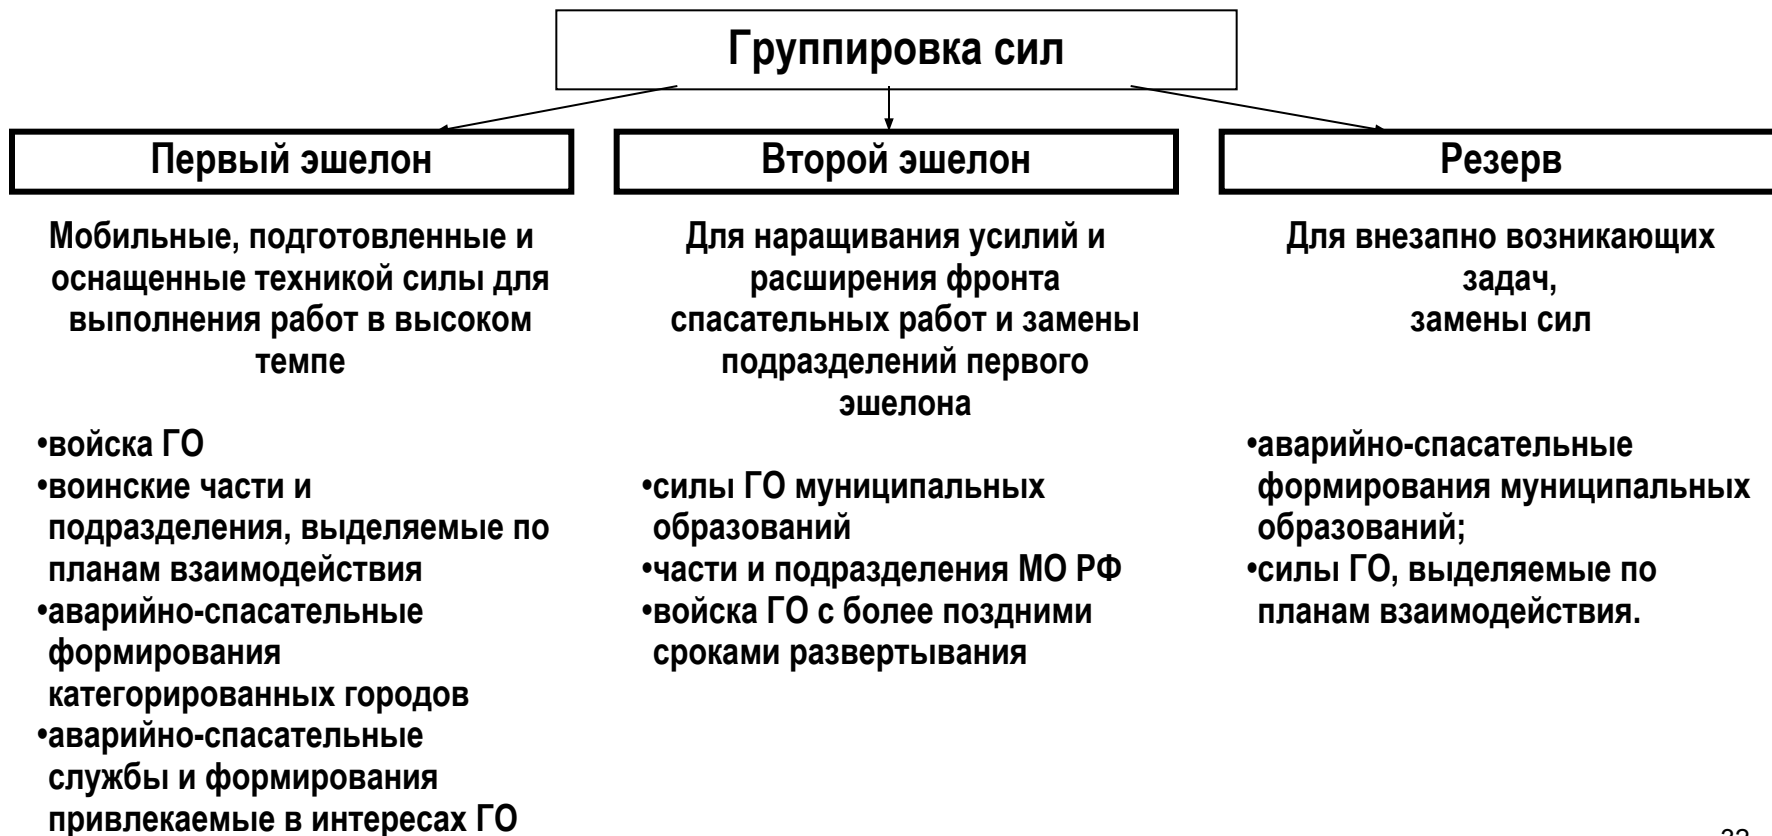 Группировка сил
Первый эшелон
Мобильные, подготовленные и
оснащенные техникой силы для
выполнения работ в высоком
темпе
•войска ГО
•воинские части и
подразделения, выделяемые по
планам взаимодействия
•аварийно-спасательные
формирования
категорированных городов
•аварийно-спасательные
службы и формирования
привлекаемые в интересах ГО
Второй эшелон
Для наращивания усилий и
расширения фронта
спасательных работ и замены
подразделений первого
эшелона
•силы ГО муниципальных
образований
•части и подразделения МО РФ
•войска ГО с более поздними
сроками развертывания
Резерв
Для внезапно возникающих
задач,
замены сил
•аварийно-спасательные
формирования муниципальных
образований;
•силы ГО, выделяемые по
планам взаимодействия.